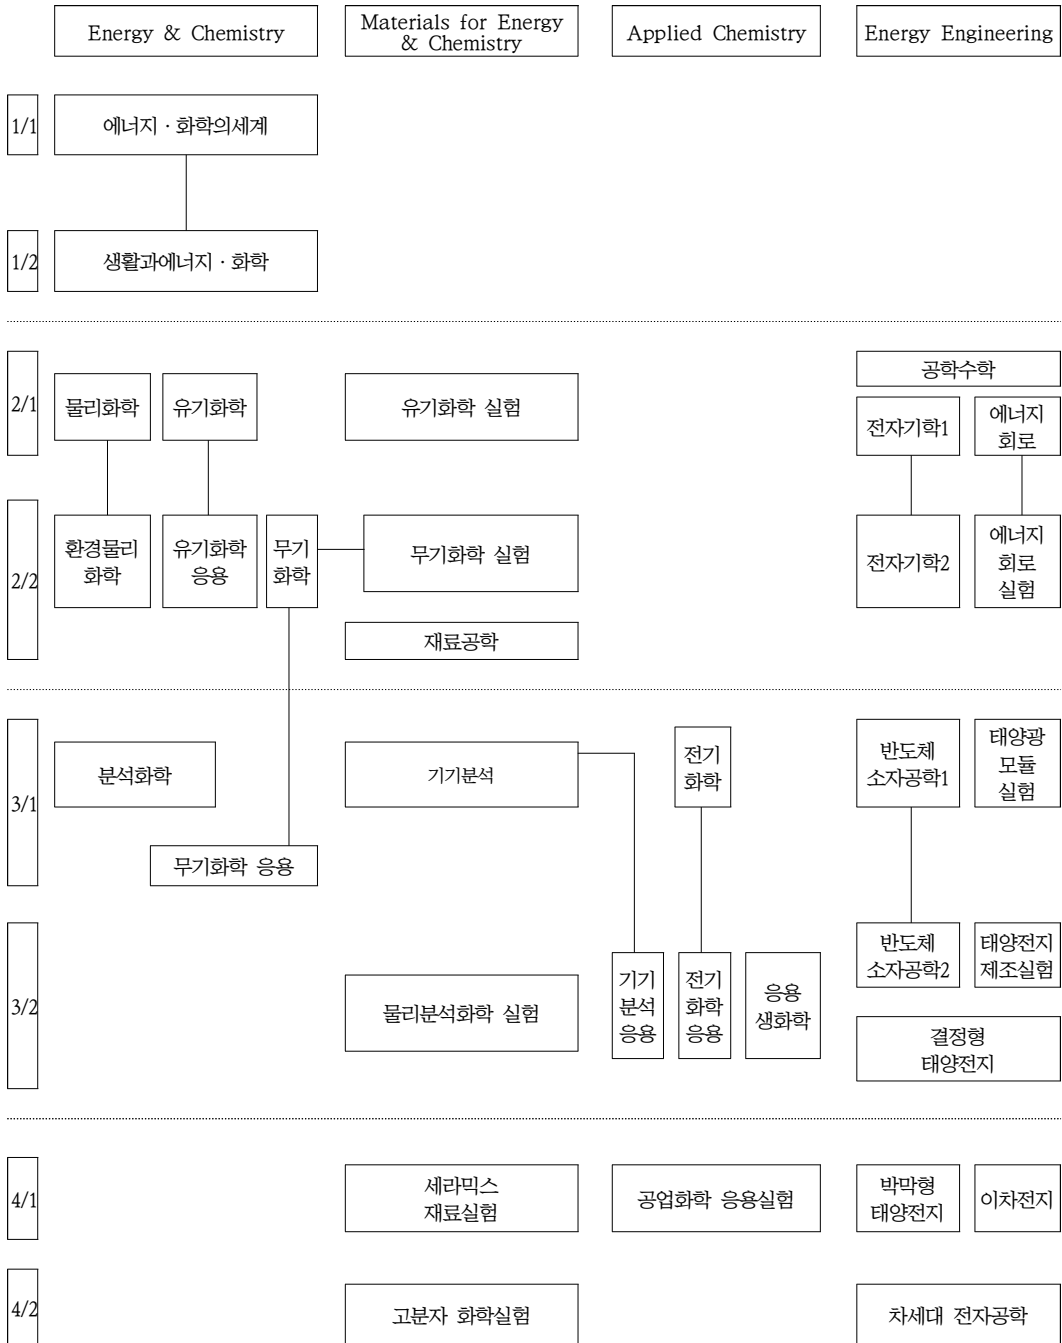 Energy & Chemistry
Materials for Energy
& Chemistry
Applied Chemistry
Energy Engineering
1/1
에너지 · 화학의세계
1/2
생활과에너지 · 화학
2/1
물리화학
유기화학
유기화학 실험
공학수학
전자기학1
에너지
회로
2/2
환경물리
화학
유기화학
응용
무기
화학
무기화학 실험
재료공학
전자기학2
에너지
회로
실험
3/1
분석화학
무기화학 응용
기기분석
전기
화학
반도체
소자공학1
태양광
모듈
실험
3/2
물리분석화학 실험
기기
분석
응용
전기
화학
응용
응용
생화학
반도체
소자공학2
태양전지
제조실험
결정형
태양전지
4/1
세라믹스
재료실험
공업화학 응용실험
박막형
태양전지
이차전지
4/2
고분자 화학실험
차세대 전자공학